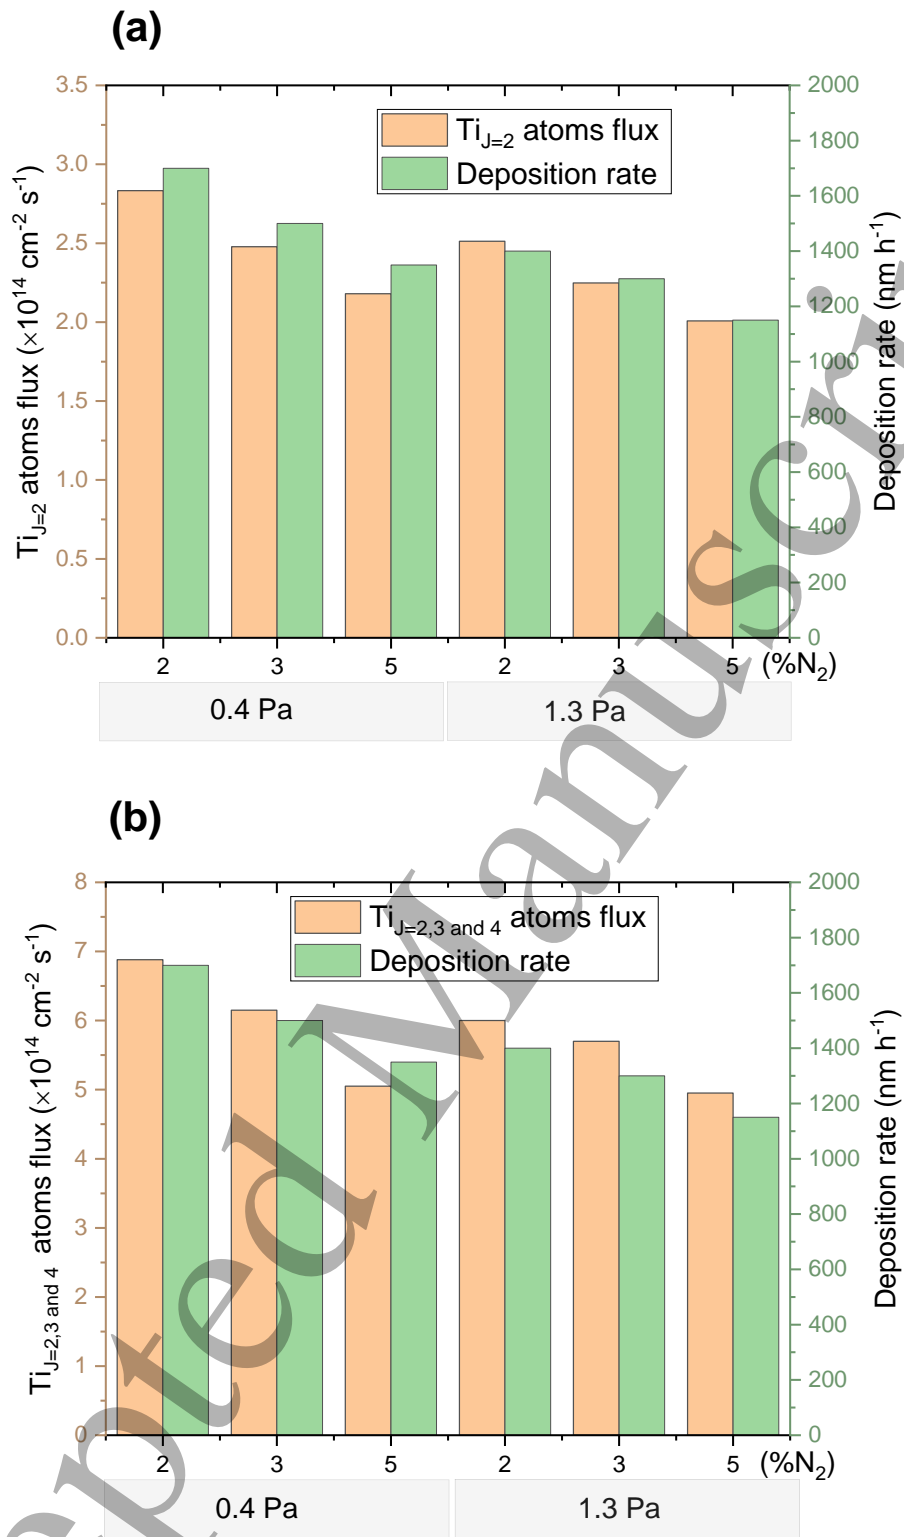 (a)
3.5
3.0
2.5
2.0
1.5
1.0
0.5
0.0
Ti_J=2 atoms flux (×10^14 cm^-2 s^-1)
Ti_J=2 atoms flux
Deposition rate
2000
1800
1600
1400
1200
1000
800
600
400
200
0
Deposition rate (nm h^-1)
2 3 5 2 3 5 (%N_2)
0.4 Pa 1.3 Pa
(b)
8
7
6
5
4
3
2
1
0
Ti_J=2,3 and 4 atoms flux (×10^14 cm^-2 s^-1)
Ti_J=2,3 and 4 atoms flux
Deposition rate
2000
1800
1600
1400
1200
1000
800
600
400
200
0
Deposition rate (nm h^-1)
2 3 5 2 3 5 (%N_2)
0.4 Pa 1.3 Pa
pted Manuscri